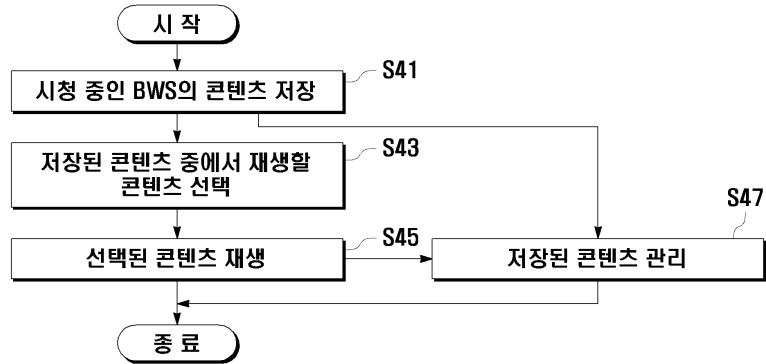 시 작
시청 중인 BWS의 콘텐츠 저장
S41
저장된 콘텐츠 중에서 재생할
콘텐츠 선택
S43
선택된 콘텐츠 재생
S45
저장된 콘텐츠 관리
S47
종 료